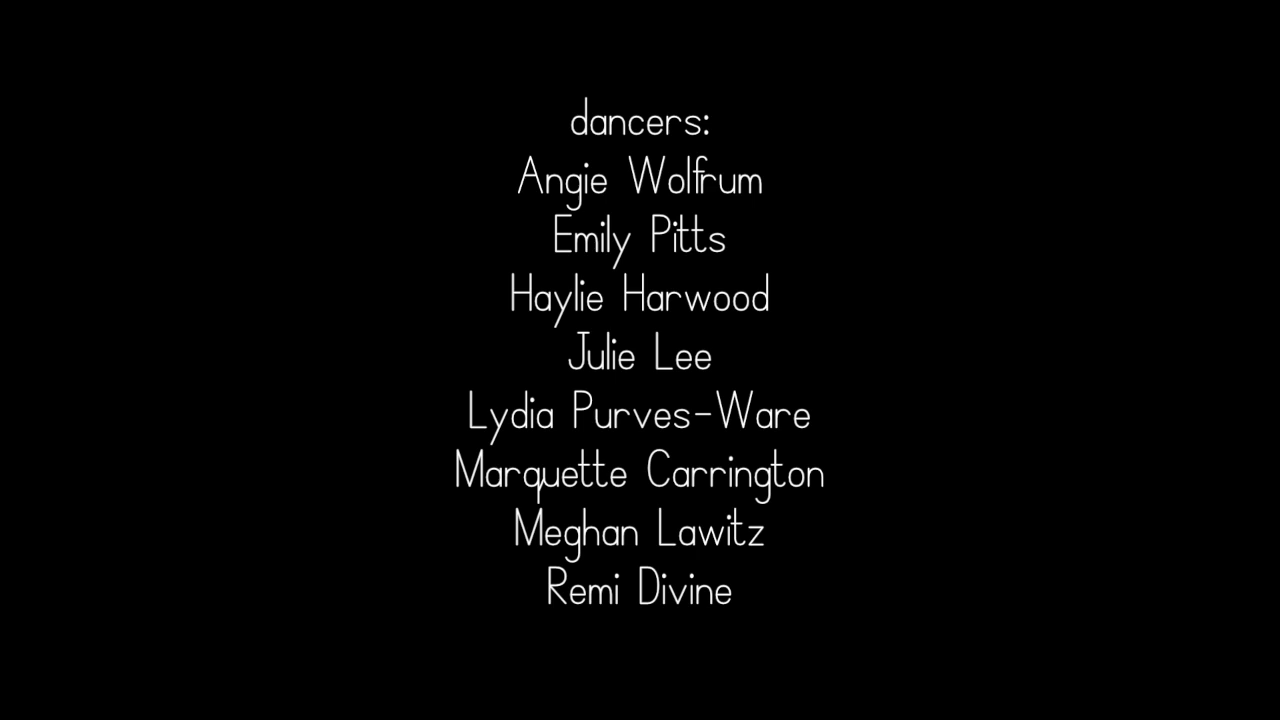 dancers:
Angie Wolfrum
Emily Pitts
Haylie Harwood
Julie Lee
Lydia Purves-Ware
Marquette Carrington
Meghan Lawitz
Remi Divine